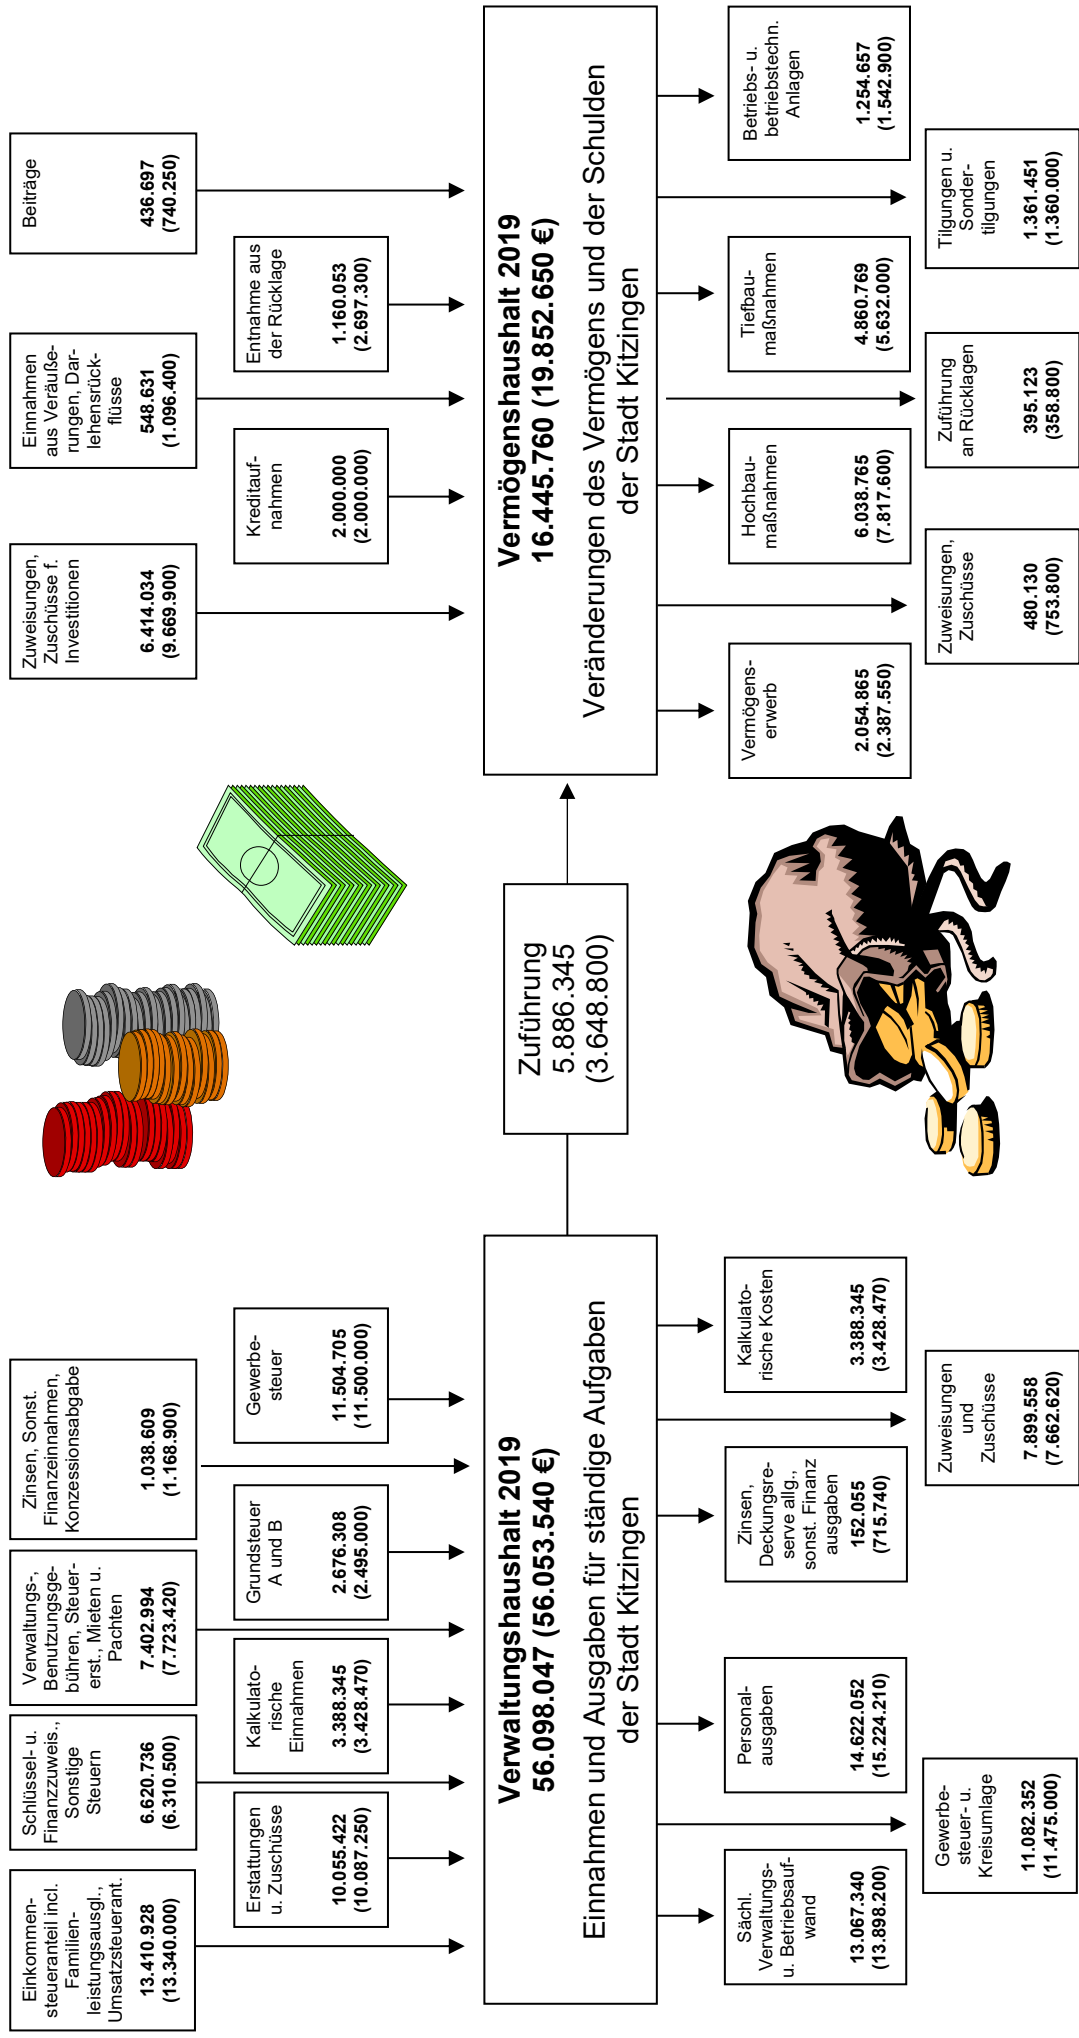 Einkommen-
steueranteil incl.
Familien-
leistungsausgl.,
Umsatzsteuerant.
13.410.928
(13.340.000)
Schlüssel- u.
Finanzzuweis.,
Sonstige
Steuern
6.620.736
(6.310.500)
Verwaltungs-,
Benutzungsge-
bühren, Steuer-
erst., Mieten u.
Pachten
7.402.994
(7.723.420)
Zinsen, Sonst.
Finanzeinnahmen,
Konzessionsabgabe
1.038.609
(1.168.900)
Erstattungen
u. Zuschüsse
10.055.422
(10.087.250)
Kalkulato-
rische
Einnahmen
3.388.345
(3.428.470)
Grundsteuer
A und B
2.676.308
(2.495.000)
Gewerbe-
steuer
11.504.705
(11.500.000)
Verwaltungshaushalt 2019
56.098.047 (56.053.540 €)
Einnahmen und Ausgaben für ständige Aufgaben
der Stadt Kitzingen
Sächl.
Verwaltungs-
u. Betriebsauf-
wand
13.067.340
(13.898.200)
Personal-
ausgaben
14.622.052
(15.224.210)
Zinsen,
Deckungsre-
serve allg.,
sonst. Finanz
ausgaben
152.055
(715.740)
Kalkulato-
rische Kosten
3.388.345
(3.428.470)
Gewerbe-
steuer- u.
Kreisumlage
11.082.352
(11.475.000)
Zuweisungen
und
Zuschüsse
7.899.558
(7.662.620)
Zuführung
5.886.345
(3.648.800)
Zuweisungen,
Zuschüsse f.
Investitionen
6.414.034
(9.669.900)
Einnahmen
aus Veräuße-
rungen, Dar-
lehensrück-
flüsse
548.631
(1.096.400)
Beiträge
436.697
(740.250)
Kreditauf-
nahmen
2.000.000
(2.000.000)
Entnahme aus
der Rücklage
1.160.053
(2.697.300)
Vermögenshaushalt 2019
16.445.760 (19.852.650 €)
Veränderungen des Vermögens und der Schulden
der Stadt Kitzingen
Vermögens-
erwerb
2.054.865
(2.387.550)
Hochbau-
maßnahmen
6.038.765
(7.817.600)
Tiefbau-
maßnahmen
4.860.769
(5.632.000)
Betriebs- u.
betriebstechn.
Anlagen
1.254.657
(1.542.900)
Zuweisungen,
Zuschüsse
480.130
(753.800)
Zuführung
an Rücklagen
395.123
(358.800)
Tilgungen u.
Sonder-
tilgungen
1.361.451
(1.360.000)